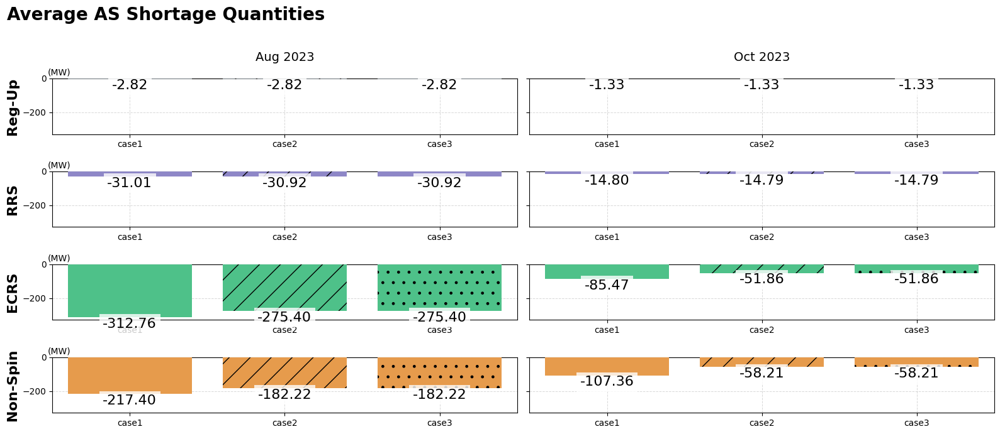 Average AS Shortage Quantities
Aug 2023
Oct 2023
Reg-Up
(MW)
0
−200
-2.82
-2.82
-2.82
case1
case2
case3
-1.33
-1.33
-1.33
case1
case2
case3
RRS
(MW)
0
−200
-31.01
-30.92
-30.92
case1
case2
case3
-14.80
-14.79
-14.79
case1
case2
case3
ECRS
(MW)
0
−200
-312.76
-275.40
-275.40
case1
case2
case3
-85.47
-51.86
-51.86
case1
case2
case3
Non-Spin
(MW)
0
−200
-217.40
-182.22
-182.22
case1
case2
case3
-107.36
-58.21
-58.21
case1
case2
case3